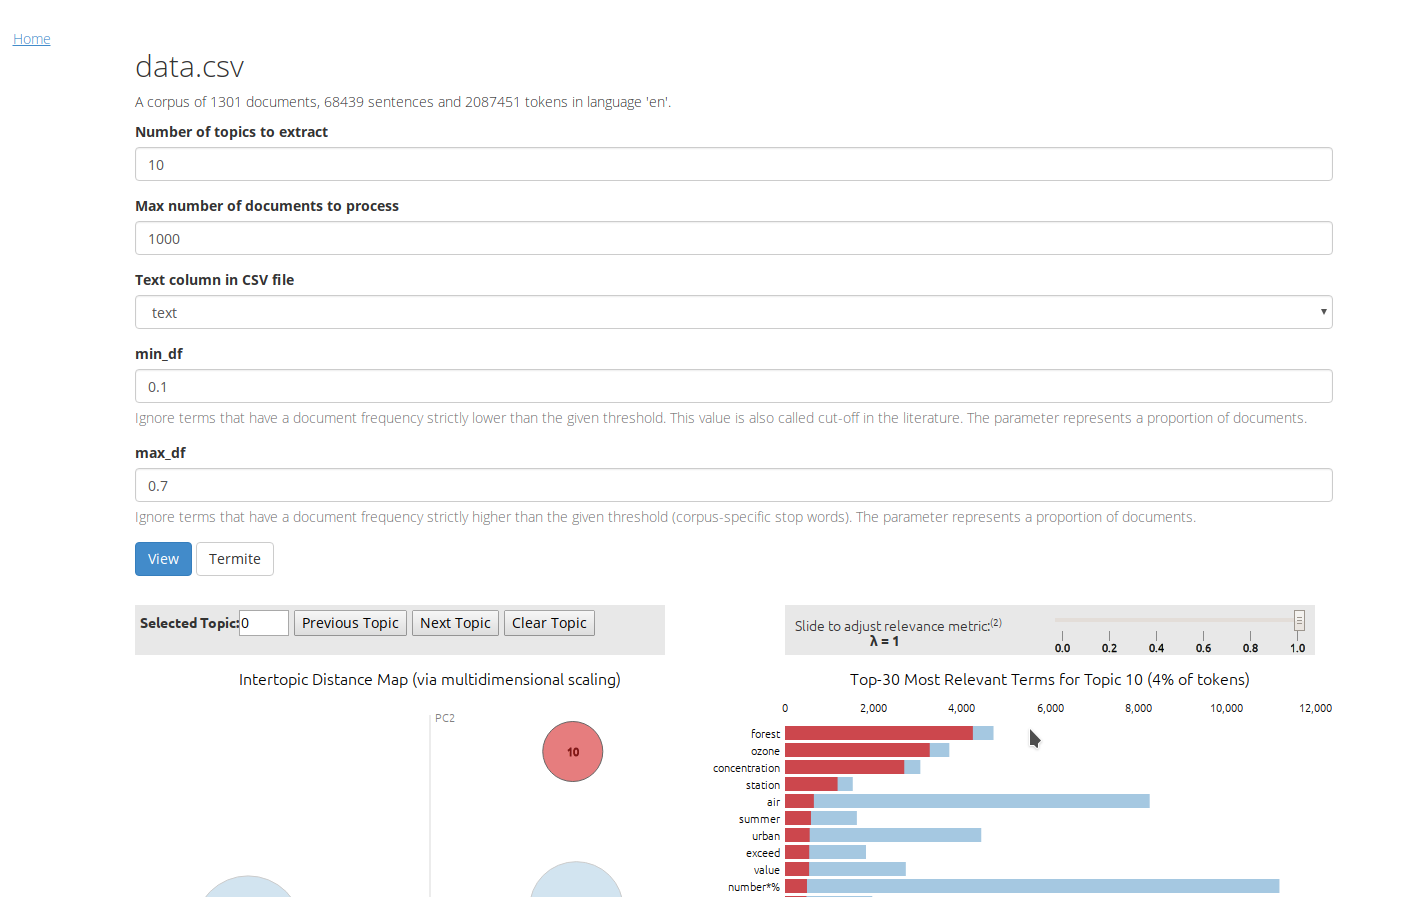 Home
data.csv
A corpus of 1301 documents, 68439 sentences and 2087451 tokens in language 'en'.
Number of topics to extract
10
Max number of documents to process
1000
Text column in CSV file
text
min_df
0.1
Ignore terms that have a document frequency strictly lower than the given threshold. This value is also called cut-off in the literature. The parameter represents a proportion of documents.
max_df
0.7
Ignore terms that have a document frequency strictly higher than the given threshold (corpus-specific stop words). The parameter represents a proportion of documents.
View Termite
Selected Topic: 0 Previous Topic Next Topic Clear Topic
Slide to adjust relevance metric:(2)
λ = 1
0.0 0.2 0.4 0.6 0.8 1.0
Intertopic Distance Map (via multidimensional scaling)
PC2
10
Top-30 Most Relevant Terms for Topic 10 (4% of tokens)
0 2,000 4,000 6,000 8,000 10,000 12,000
forest
ozone
concentration
station
air
summer
urban
exceed
value
number*%